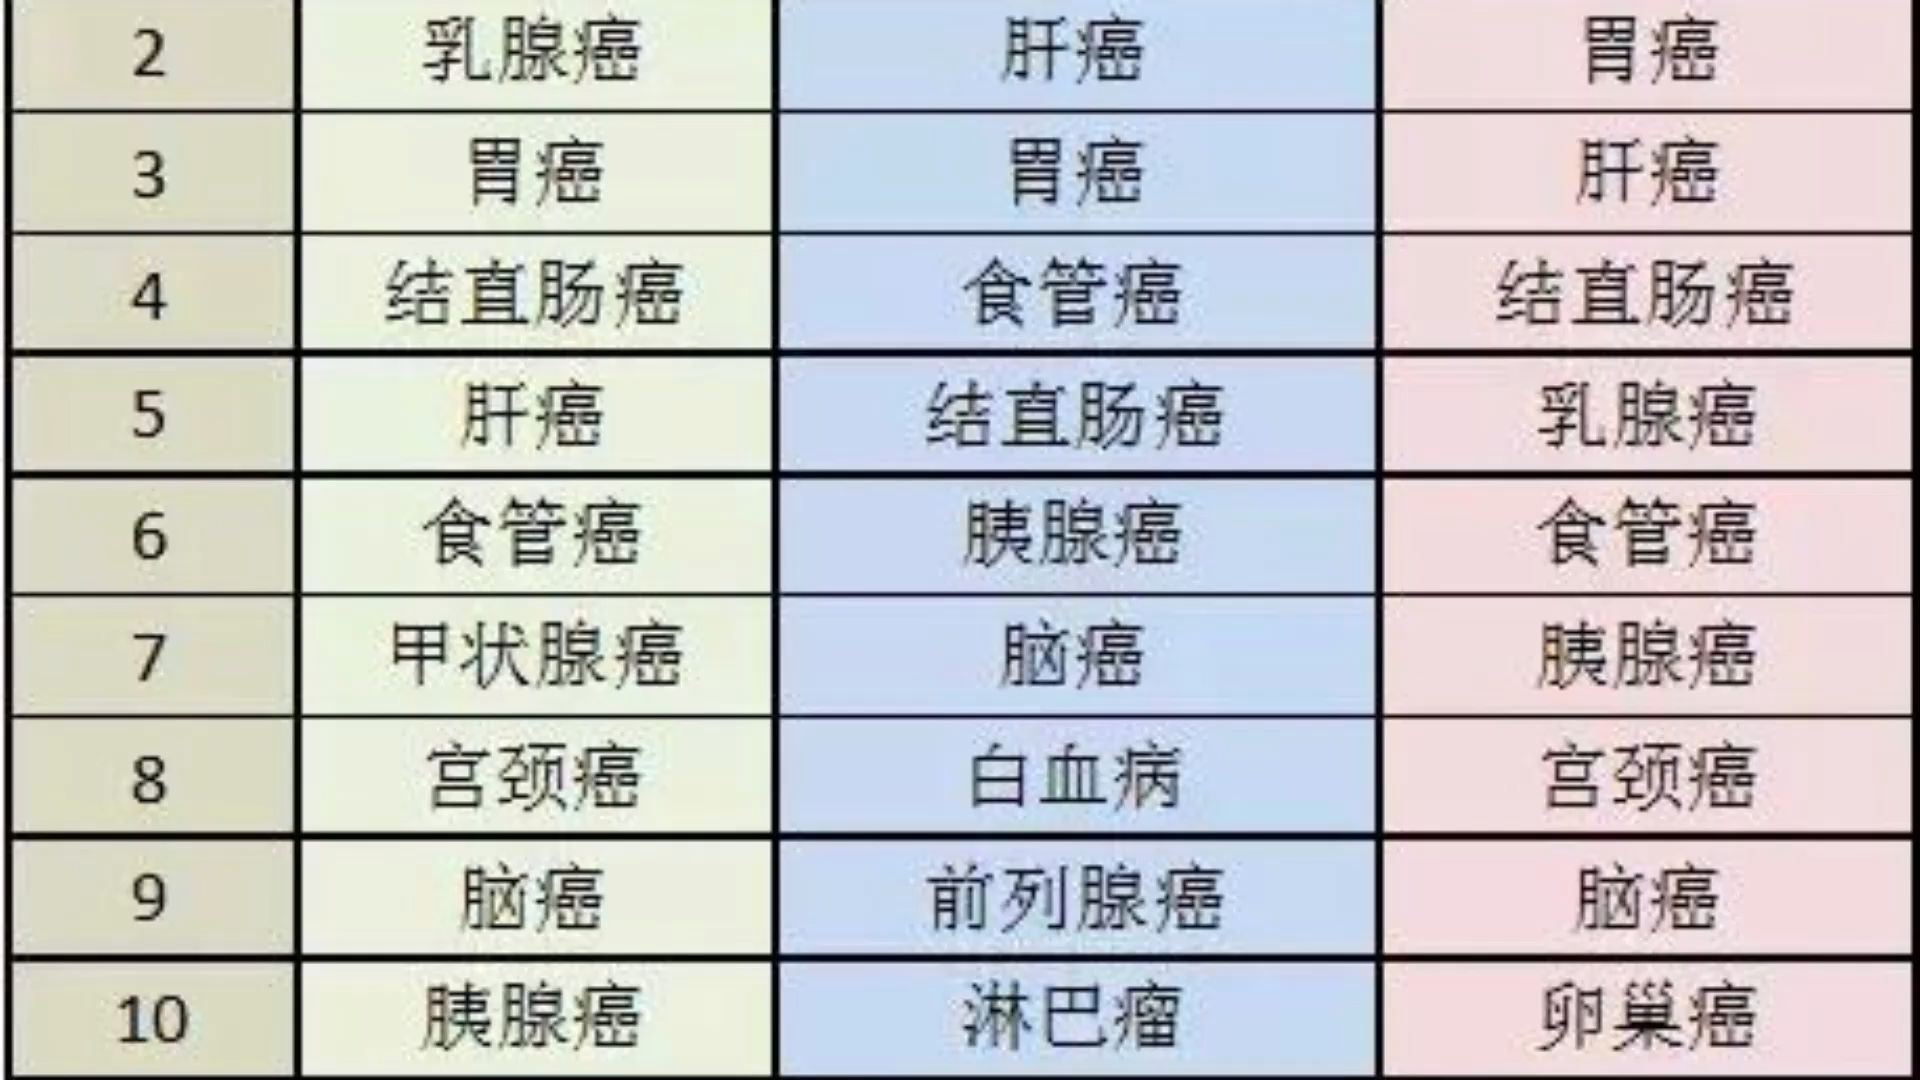 2 乳腺癌 肝癌 胃癌
3 胃癌 胃癌 肝癌
4 结直肠癌 食管癌 结直肠癌
5 肝癌 结直肠癌 乳腺癌
6 食管癌 胰腺癌 食管癌
7 甲状腺癌 脑癌 胰腺癌
8 宫颈癌 白血病 宫颈癌
9 脑癌 前列腺癌 脑癌
10 胰腺癌 淋巴瘤 卵巢癌